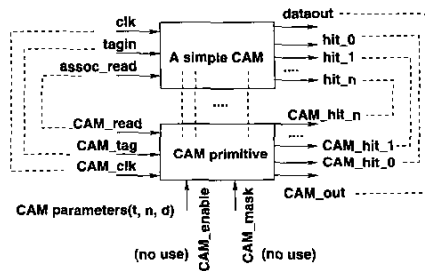 clk
dataout
tagin
A simple CAM
hit_0
hit_1
assoc_read
....
hit_n
....
CAM_hit_n
CAM_read
....
CAM_tag
CAM primitive
CAM_hit_1
CAM_clk
CAM_hit_0
CAM_out
CAM parameters(t, n, d)
CAM_enable
CAM_mask
(no use)
(no use)